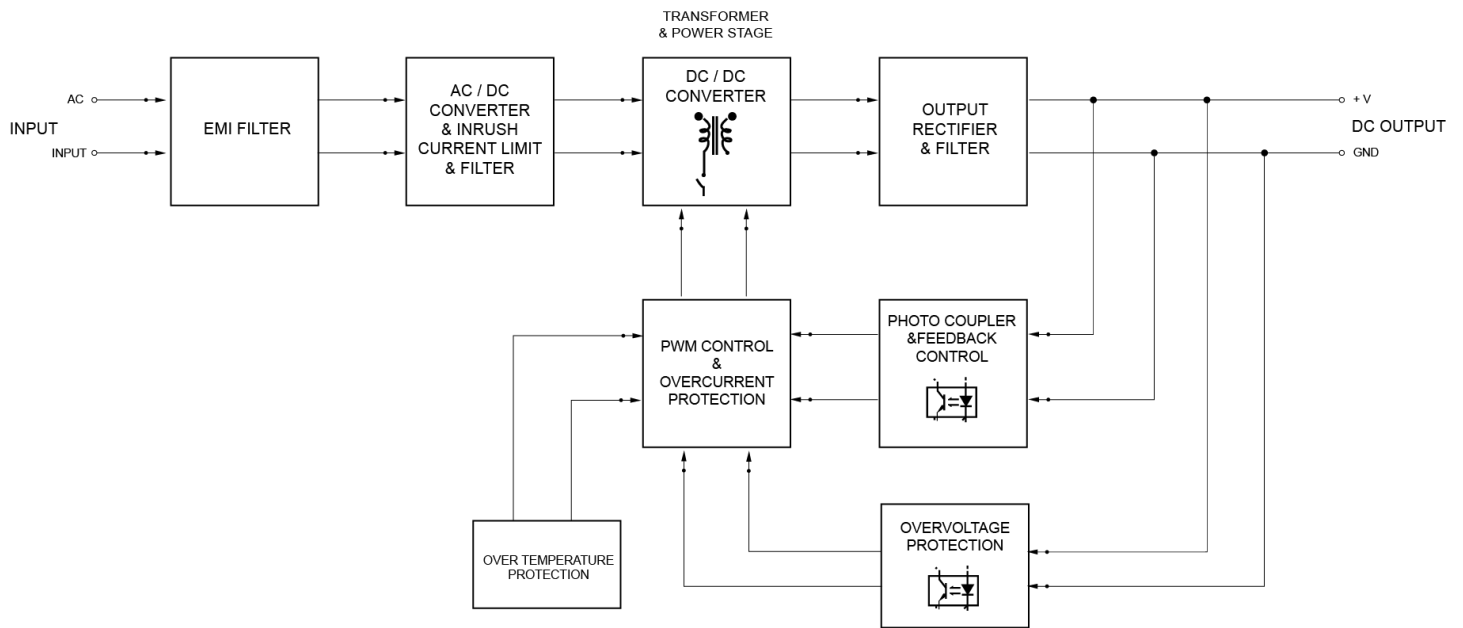 TRANSFORMER
& POWER STAGE
INPUT
AC
INPUT
EMI FILTER
AC / DC
CONVERTER
& INRUSH
CURRENT LIMIT
& FILTER
DC / DC
CONVERTER
OUTPUT
RECTIFIER
& FILTER
+ V
DC OUTPUT
GND
PWM CONTROL
&
OVERCURRENT
PROTECTION
PHOTO COUPLER
&FEEDBACK
CONTROL
OVER TEMPERATURE
PROTECTION
OVERVOLTAGE
PROTECTION